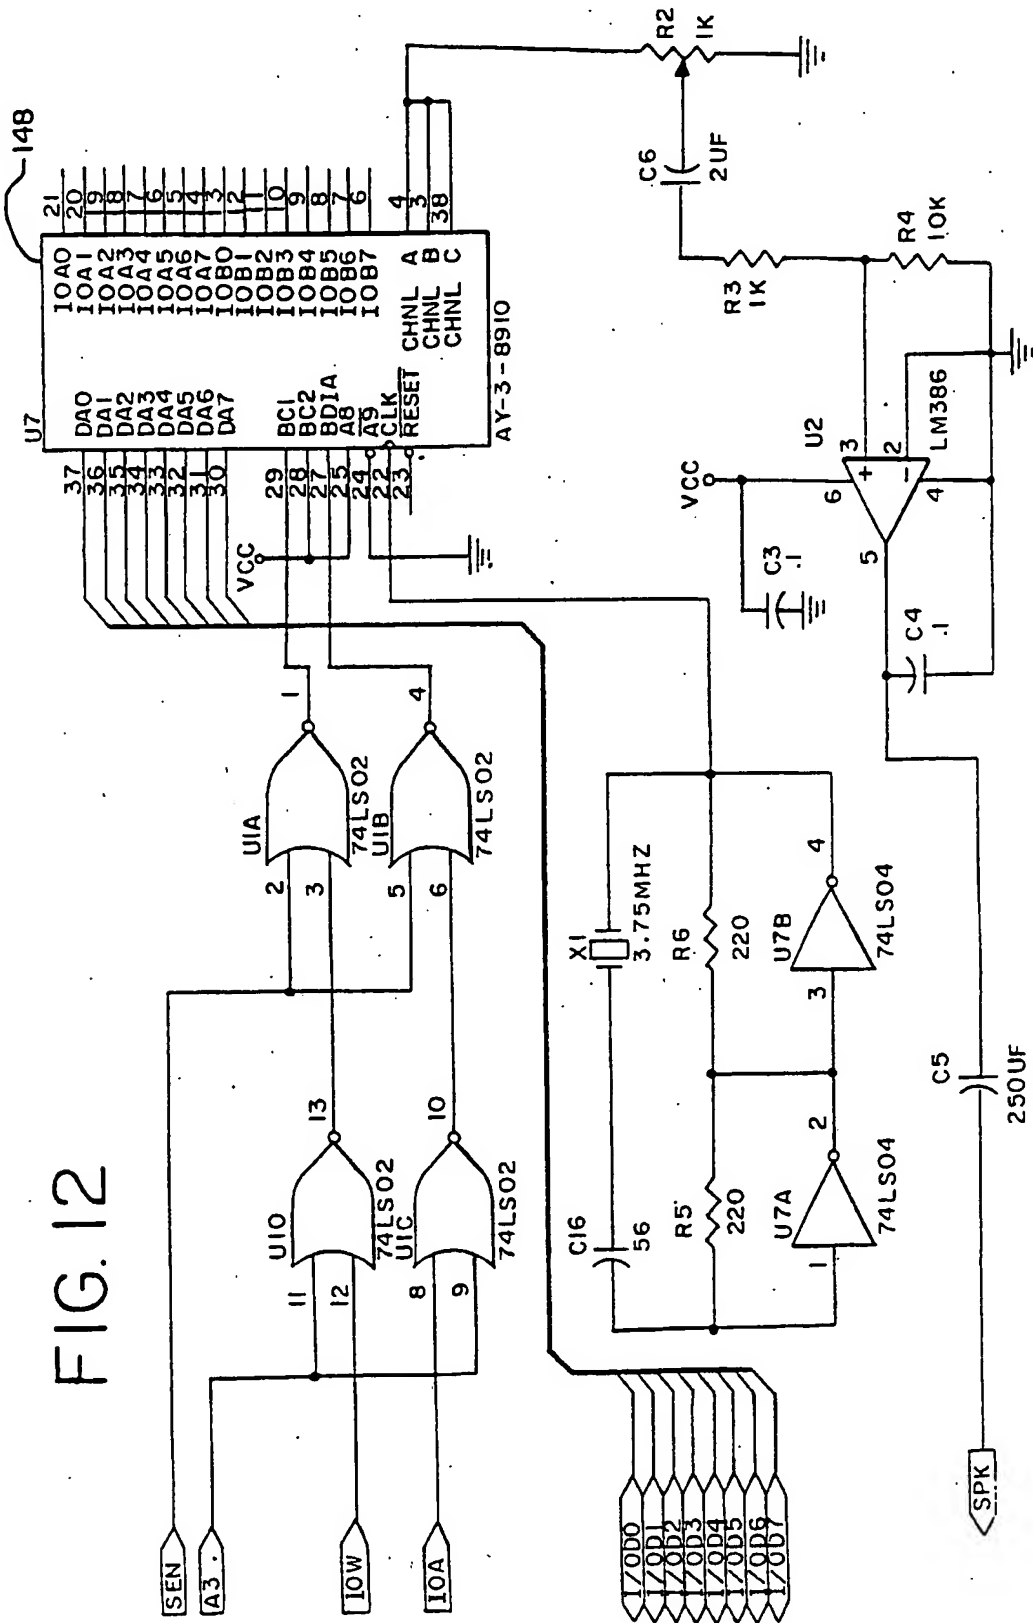 FIG. 12
148
U7
DA0
DA1
DA2
DA3
DA4
DA5
DA6
DA7
BC1
BC2
BDIA
A8
A9
CLK
RESET
IOA0
IOA1
IOA2
IOA3
IOA4
IOA5
IOA6
IOA7
IOB0
IOB1
IOB2
IOB3
IOB4
IOB5
IOB6
IOB7
CHNL A
CHNL B
CHNL C
AY-3-8910
37
36
35
34
33
32
31
30
29
28
27
25
24
22
23
21
20
19
18
17
16
15
14
13
12
11
10
9
8
7
6
4
3
38
VCC
SEN
A3
IOW
IOA
U10
11
12
13
74LS02
U1C
8
9
10
74LS02
U1A
2
3
1
74LS02
U1B
5
6
4
74LS02
I/OD0
I/OD1
I/OD2
I/OD3
I/OD4
I/OD5
I/OD6
I/OD7
C16
56
X1
3.75MHZ
R5
220
R6
220
U7A
1
2
74LS04
U7B
3
4
74LS04
R2
1K
C6
2UF
R3
1K
R4
10K
VCC
C3
.1
U2
LM386
3
+
2
-
6
4
5
C4
.1
C5
250UF
SPK